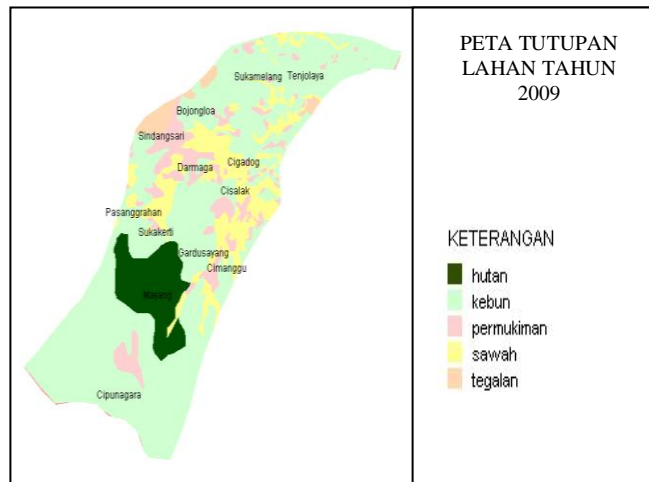 PETA TUTUPAN
LAHAN TAHUN
2009
Sukamelang Tenjolaya
Bojongloa
Sindangsari
Darmaga Cigadog
Cisalak
Pasanggrahan
Sukakerti
Gardusayang
Cimanggu
Mayang
Cipunagara
KETERANGAN
hutan
kebun
permukiman
sawah
tegalan